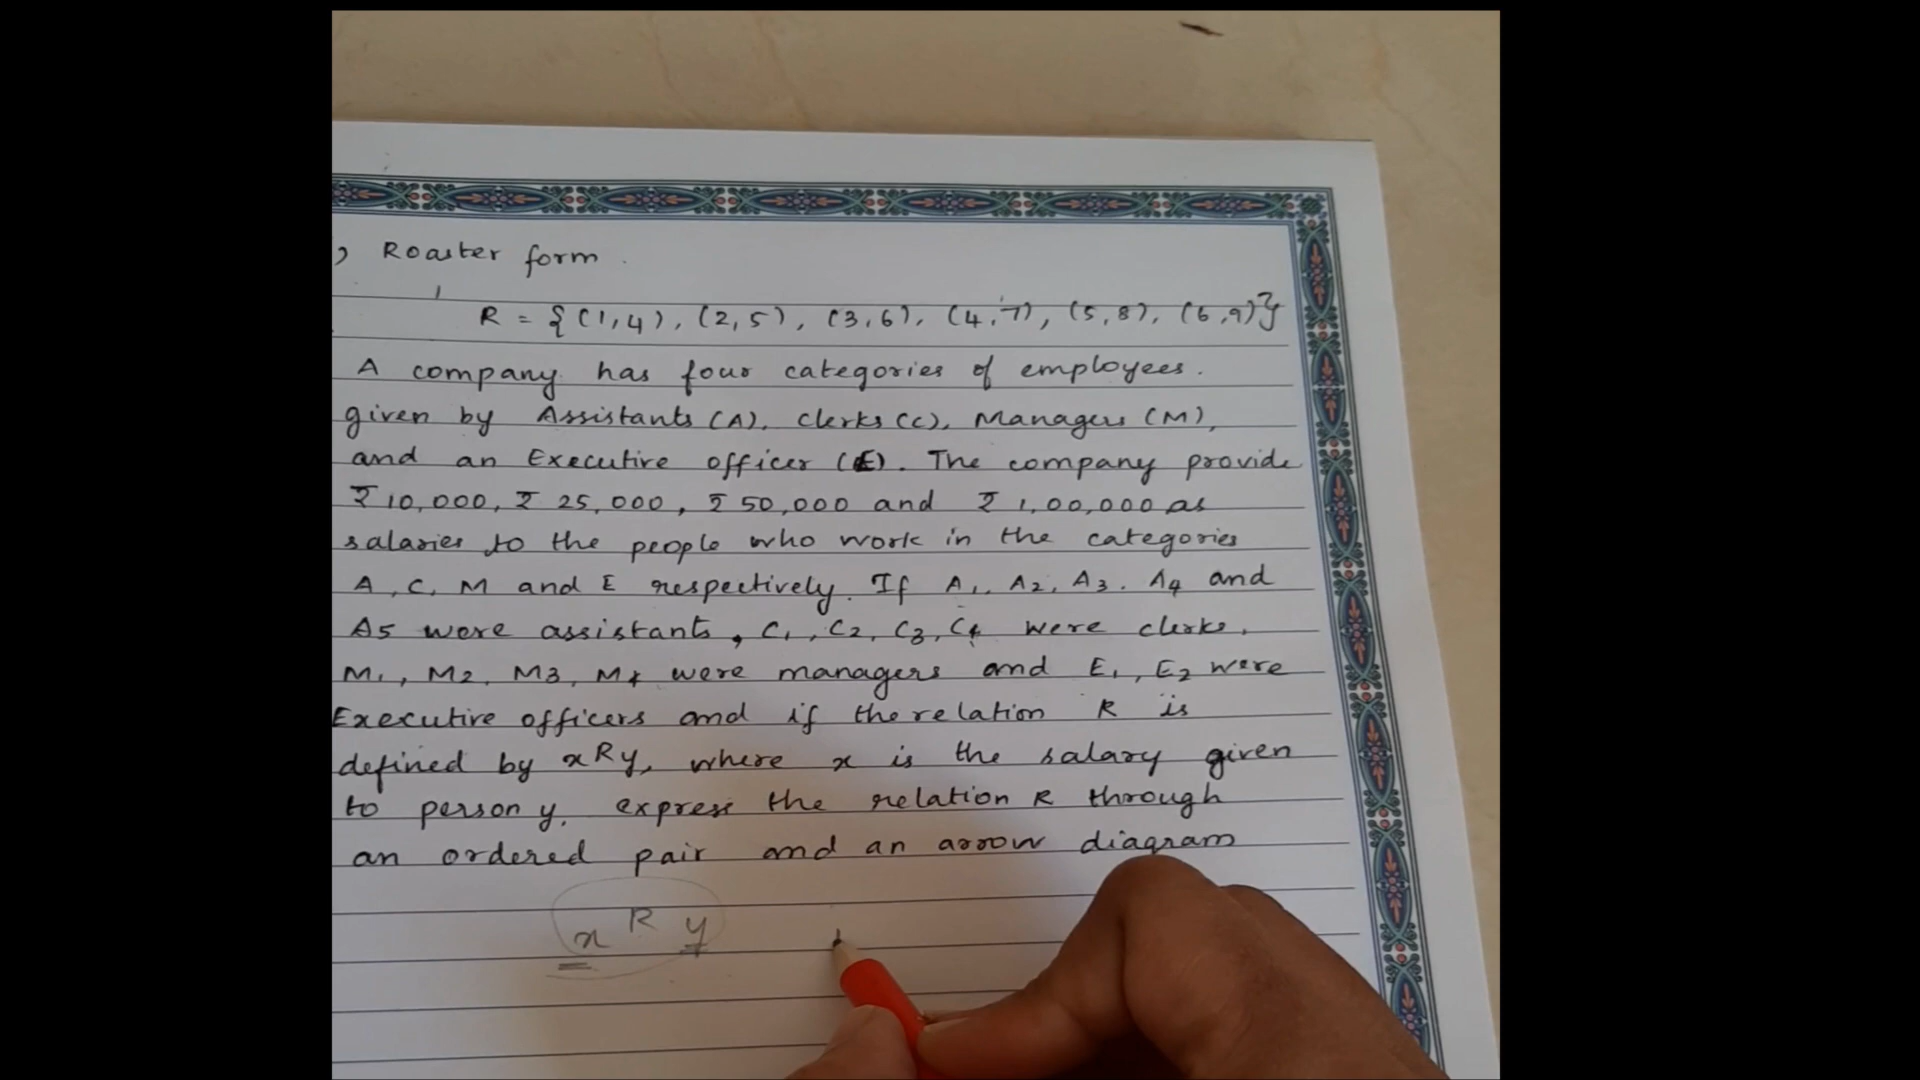 ) Roaster form.
R = {(1,4), (2,5), (3,6), (4,7), (5,8), (6,9)}
A company has four categories of employees.
given by Assistants (A), Clerks (C), Managers (M),
and an Executive officer (E). The company provide
₹ 10,000, ₹ 25,000, ₹ 50,000 and ₹ 1,00,000 as
salaries to the people who work in the categories
A, C, M and E respectively. If A1, A2, A3, A4 and
A5 were assistants, C1, C2, C3, C4 were clerks,
M1, M2, M3, M4 were managers and E1, E2 were
Executive officers and if the relation R is
defined by xRy, where x is the salary given
to person y. express the relation R through
an ordered pair and an arrow diagram
x R y